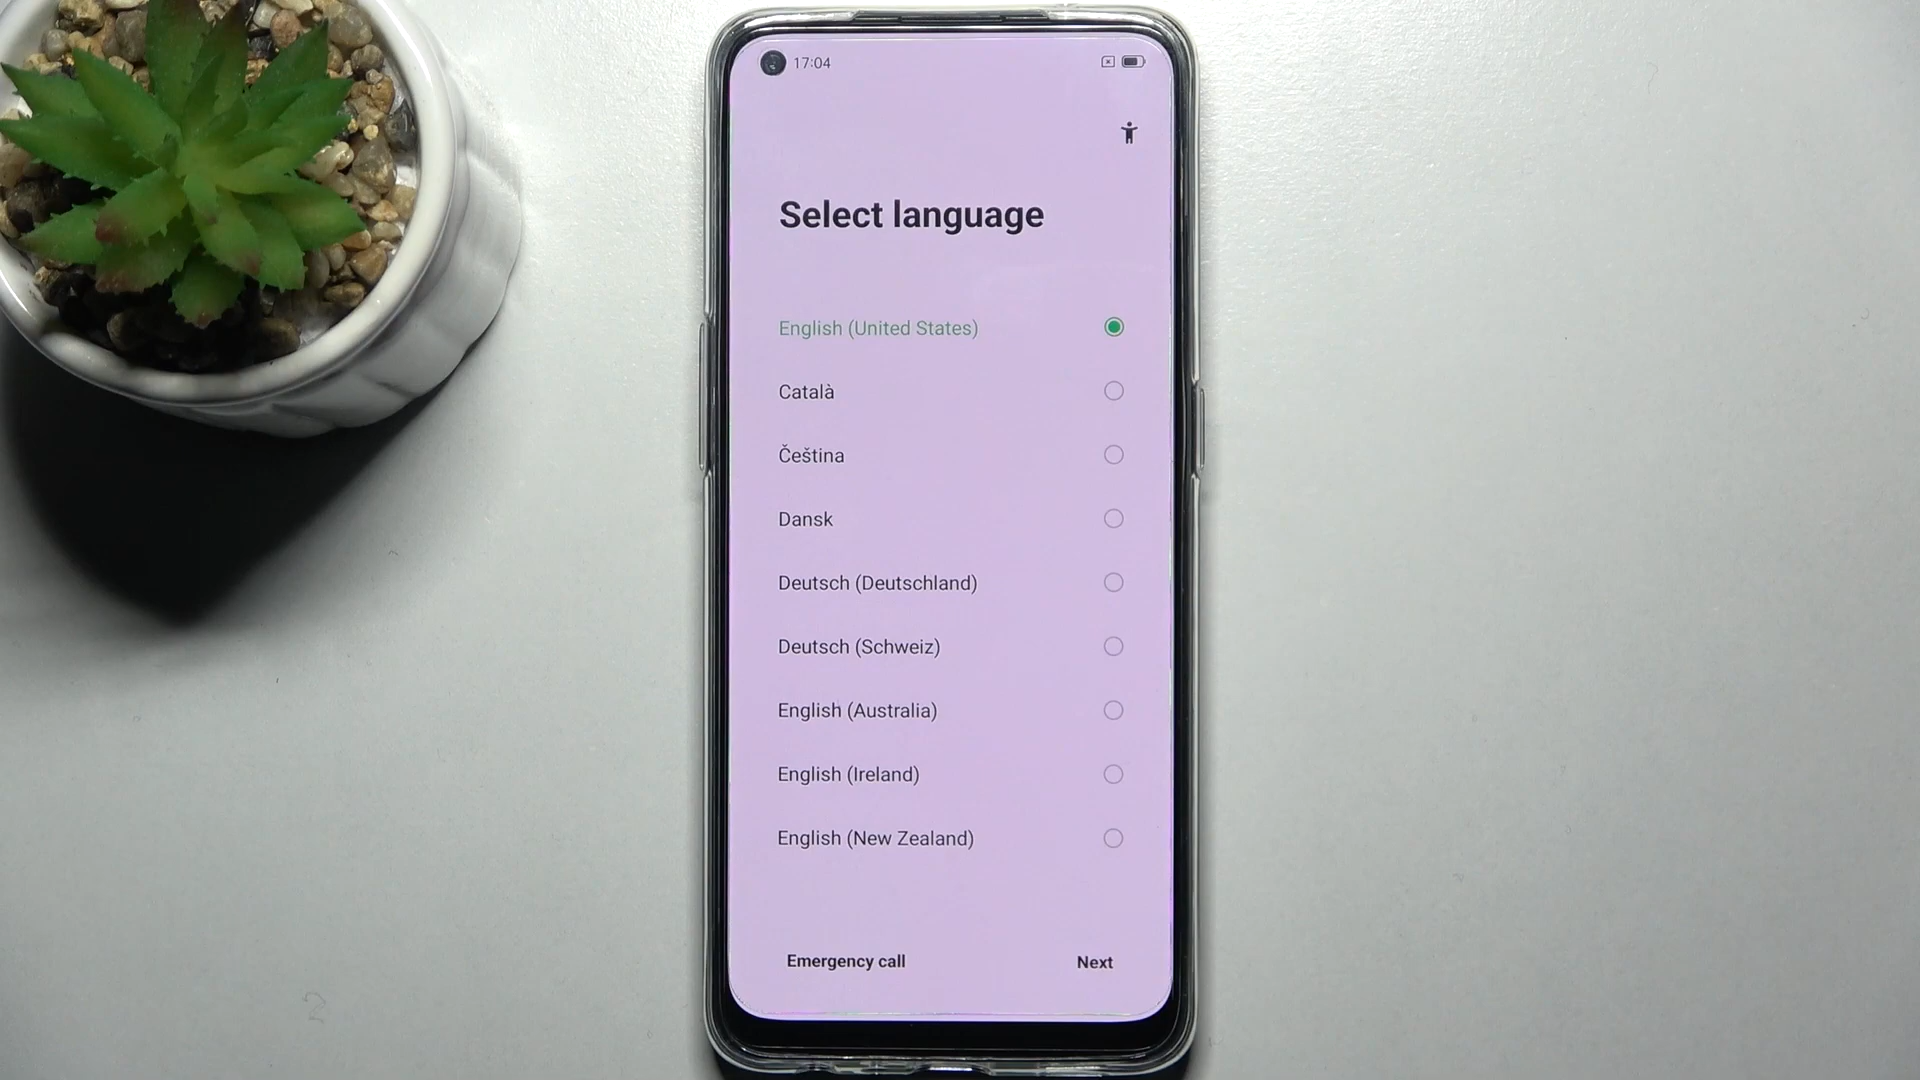 17:04
Select language
English (United States)
Català
Čeština
Dansk
Deutsch (Deutschland)
Deutsch (Schweiz)
English (Australia)
English (Ireland)
English (New Zealand)
Emergency call
Next